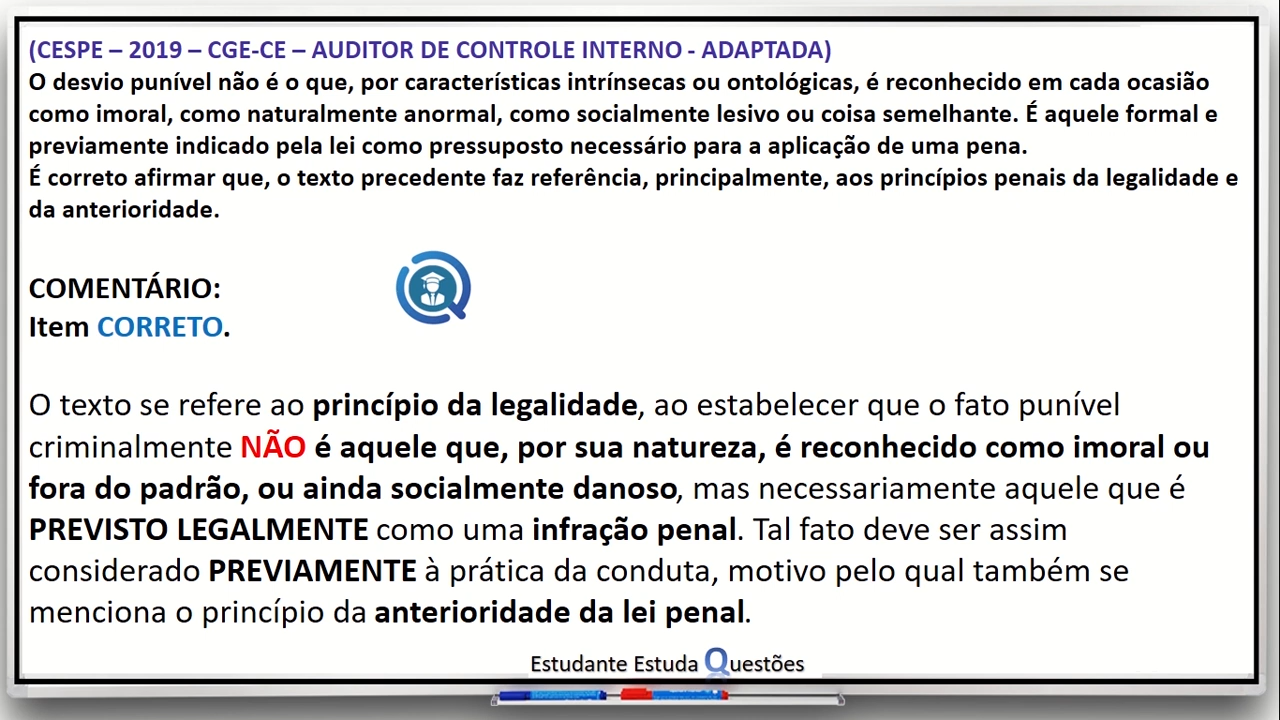 (CESPE – 2019 – CGE-CE – AUDITOR DE CONTROLE INTERNO - ADAPTADA)
O desvio punível não é o que, por características intrínsecas ou ontológicas, é reconhecido em cada ocasião
como imoral, como naturalmente anormal, como socialmente lesivo ou coisa semelhante. É aquele formal e
previamente indicado pela lei como pressuposto necessário para a aplicação de uma pena.
É correto afirmar que, o texto precedente faz referência, principalmente, aos princípios penais da legalidade e
da anterioridade.
COMENTÁRIO:
Item CORRETO.
O texto se refere ao princípio da legalidade, ao estabelecer que o fato punível
criminalmente NÃO é aquele que, por sua natureza, é reconhecido como imoral ou
fora do padrão, ou ainda socialmente danoso, mas necessariamente aquele que é
PREVISTO LEGALMENTE como uma infração penal. Tal fato deve ser assim
considerado PREVIAMENTE à prática da conduta, motivo pelo qual também se
menciona o princípio da anterioridade da lei penal.
Estudante Estuda Questões